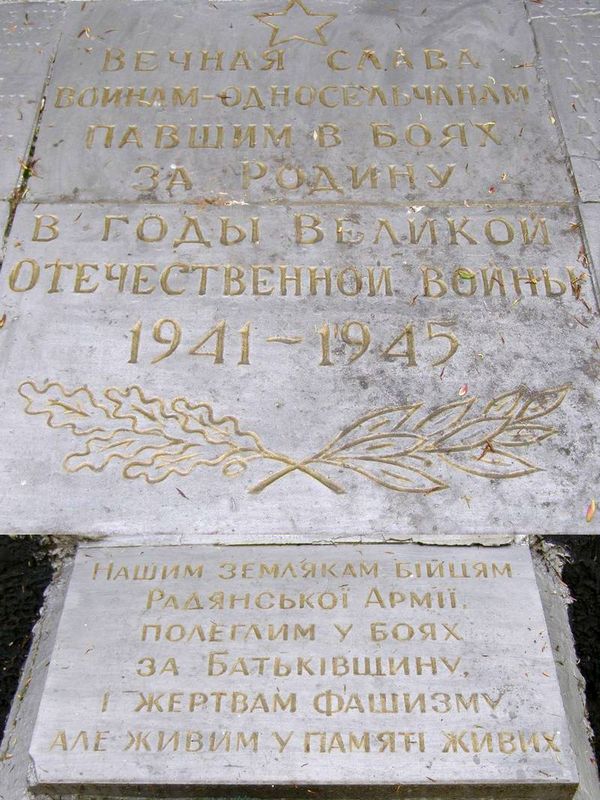 ВЕЧНАЯ СЛАВА
ВОИНАМ-ОДНОСЕЛЬЧАНАМ
ПАВШИМ В БОЯХ
ЗА РОДИНУ
В ГОДЫ ВЕЛИКОЙ
ОТЕЧЕСТВЕННОЙ ВОЙНЫ
1941-1945
НАШИМ ЗЕМЛЯКАМ БІЙЦЯМ
РАДЯНСЬКОЇ АРМІЇ,
ПОЛЕГЛИМ У БОЯХ
ЗА БАТЬКІВЩИНУ,
І ЖЕРТВАМ ФАШИЗМУ,
АЛЕ ЖИВИМ У ПАМЯТІ ЖИВИХ